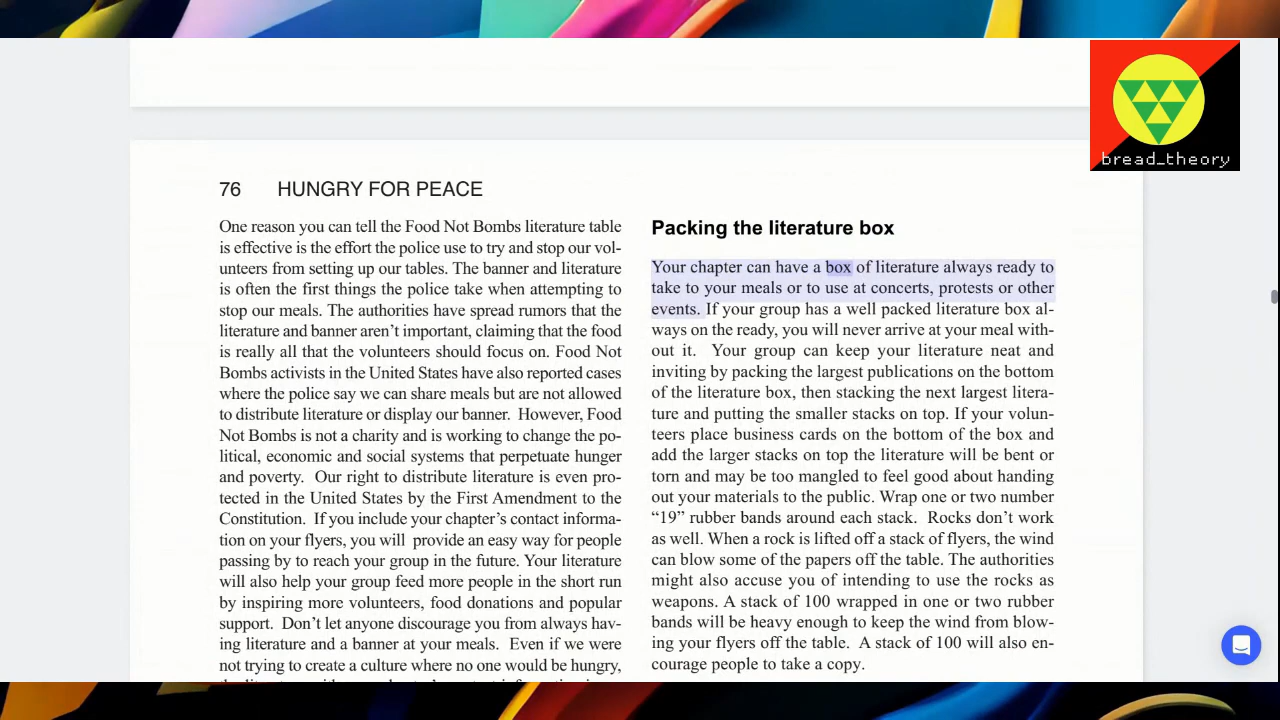 bread_theory
76 HUNGRY FOR PEACE
One reason you can tell the Food Not Bombs literature table
is effective is the effort the police use to try and stop our vol-
unteers from setting up our tables. The banner and literature
is often the first things the police take when attempting to
stop our meals. The authorities have spread rumors that the
literature and banner aren't important, claiming that the food
is really all that the volunteers should focus on. Food Not
Bombs activists in the United States have also reported cases
where the police say we can share meals but are not allowed
to distribute literature or display our banner. However, Food
Not Bombs is not a charity and is working to change the po-
litical, economic and social systems that perpetuate hunger
and poverty. Our right to distribute literature is even pro-
tected in the United States by the First Amendment to the
Constitution. If you include your chapter's contact informa-
tion on your flyers, you will provide an easy way for people
passing by to reach your group in the future. Your literature
will also help your group feed more people in the short run
by inspiring more volunteers, food donations and popular
support. Don't let anyone discourage you from always hav-
ing literature and a banner at your meals. Even if we were
not trying to create a culture where no one would be hungry,
Packing the literature box
Your chapter can have a box of literature always ready to
take to your meals or to use at concerts, protests or other
events. If your group has a well packed literature box al-
ways on the ready, you will never arrive at your meal with-
out it. Your group can keep your literature neat and
inviting by packing the largest publications on the bottom
of the literature box, then stacking the next largest litera-
ture and putting the smaller stacks on top. If your volun-
teers place business cards on the bottom of the box and
add the larger stacks on top the literature will be bent or
torn and may be too mangled to feel good about handing
out your materials to the public. Wrap one or two number
“19” rubber bands around each stack. Rocks don't work
as well. When a rock is lifted off a stack of flyers, the wind
can blow some of the papers off the table. The authorities
might also accuse you of intending to use the rocks as
weapons. A stack of 100 wrapped in one or two rubber
bands will be heavy enough to keep the wind from blow-
ing your flyers off the table. A stack of 100 will also en-
courage people to take a copy.